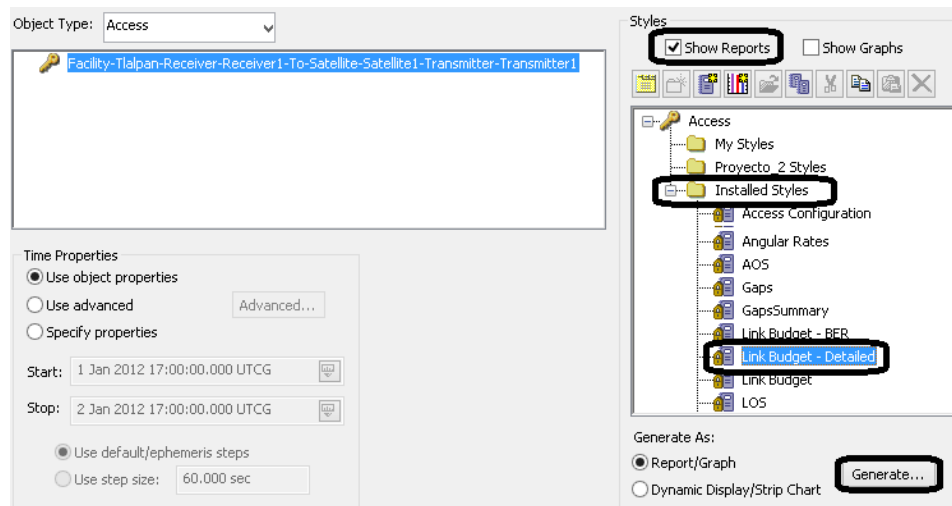 Object Type: Access
Facility-Tlalpan-Receiver-Receiver1-To-Satellite-Satellite1-Transmitter-Transmitter1
Time Properties
Use object properties
Use advanced Advanced...
Specify properties
Start: 1 Jan 2012 17:00:00.000 UTCG
Stop: 2 Jan 2012 17:00:00.000 UTCG
Use default/ephemeris steps
Use step size: 60.000 sec
Styles
Show Reports Show Graphs
Access
My Styles
Proyecto_2 Styles
Installed Styles
Access Configuration
Angular Rates
AOS
Gaps
GapsSummary
Link Budget - BER
Link Budget - Detailed
Link Budget
LOS
Generate As:
Report/Graph
Generate...
Dynamic Display/Strip Chart